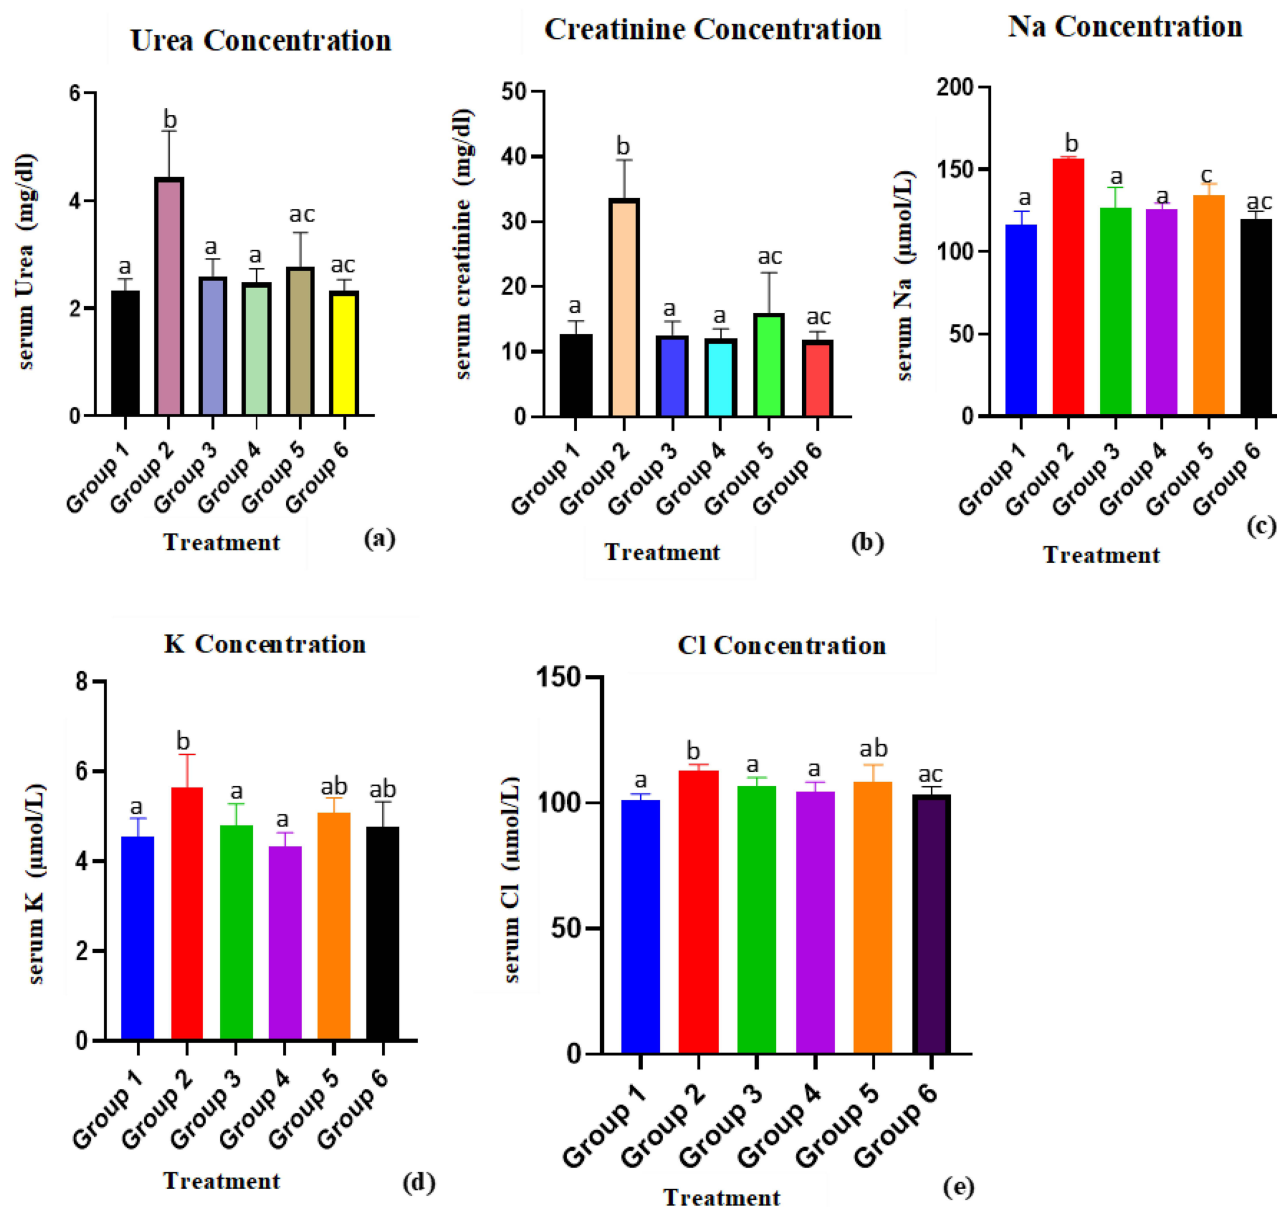 Urea Concentration
serum Urea (mg/dl)
6
4
2
0
a
b
a
a
ac
ac
Group 1
Group 2
Group 3
Group 4
Group 5
Group 6
Treatment
(a)
Creatinine Concentration
serum creatinine (mg/dl)
50
40
30
20
10
0
a
b
a
a
ac
ac
Group 1
Group 2
Group 3
Group 4
Group 5
Group 6
Treatment
(b)
Na Concentration
serum Na (μmol/L)
200
150
100
50
0
a
b
a
a
c
ac
Group 1
Group 2
Group 3
Group 4
Group 5
Group 6
Treatment
(c)
K Concentration
serum K (μmol/L)
8
6
4
2
0
a
b
a
a
ab
ab
Group 1
Group 2
Group 3
Group 4
Group 5
Group 6
Treatment
(d)
Cl Concentration
serum Cl (μmol/L)
150
100
50
0
a
b
a
a
ab
ac
Group 1
Group 2
Group 3
Group 4
Group 5
Group 6
Treatment
(e)